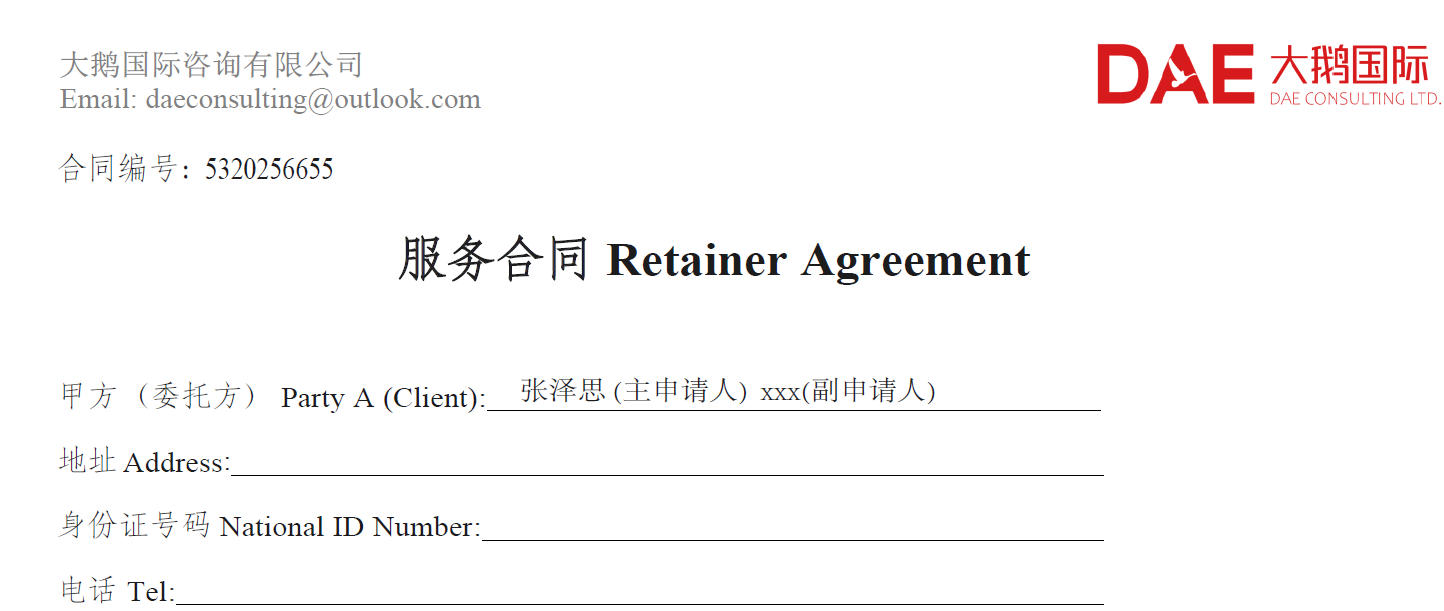 大鹅国际咨询有限公司
Email: daeconsulting@outlook.com
DAE 大鹅国际
DAE CONSULTING LTD.
合同编号: 5320256655
服务合同 Retainer Agreement
甲方（委托方） Party A (Client): 张泽思 (主申请人) xxx(副申请人)
地址 Address:
身份证号码 National ID Number:
电话 Tel: